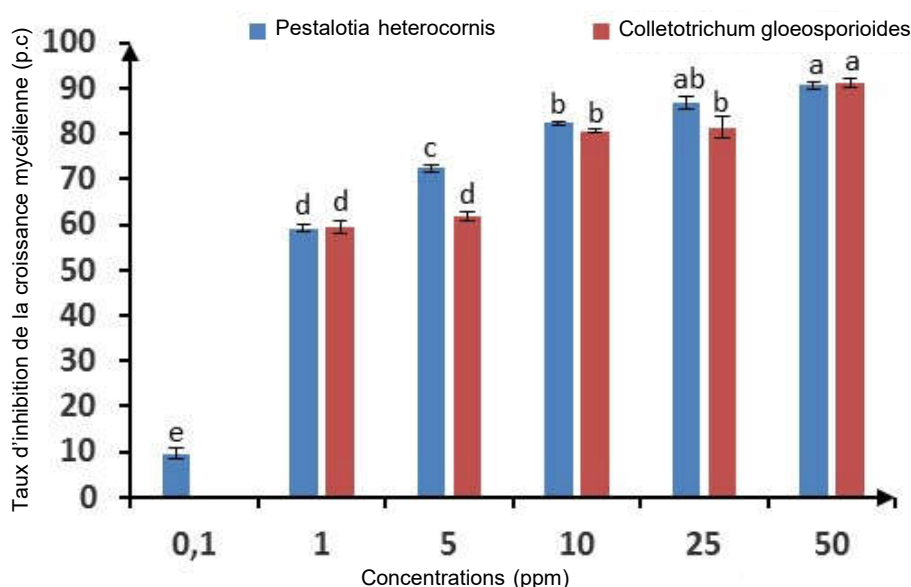 Pestalotia heterocornis
Colletotrichum gloeosporioides
Taux d'inhibition de la croissance mycélienne (p.c)
100
90
80
70
60
50
40
30
20
10
0
e
d d
c d
b b
ab b
a a
0,1 1 5 10 25 50
Concentrations (ppm)